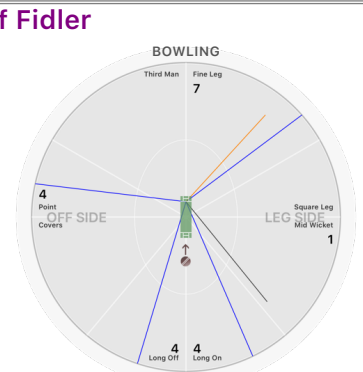 f Fidler
BOWLING
Third Man Fine Leg
7
4
Point Square Leg
OFF SIDE LEG SIDE
Covers Mid Wicket
1
4 4
Long Off Long On